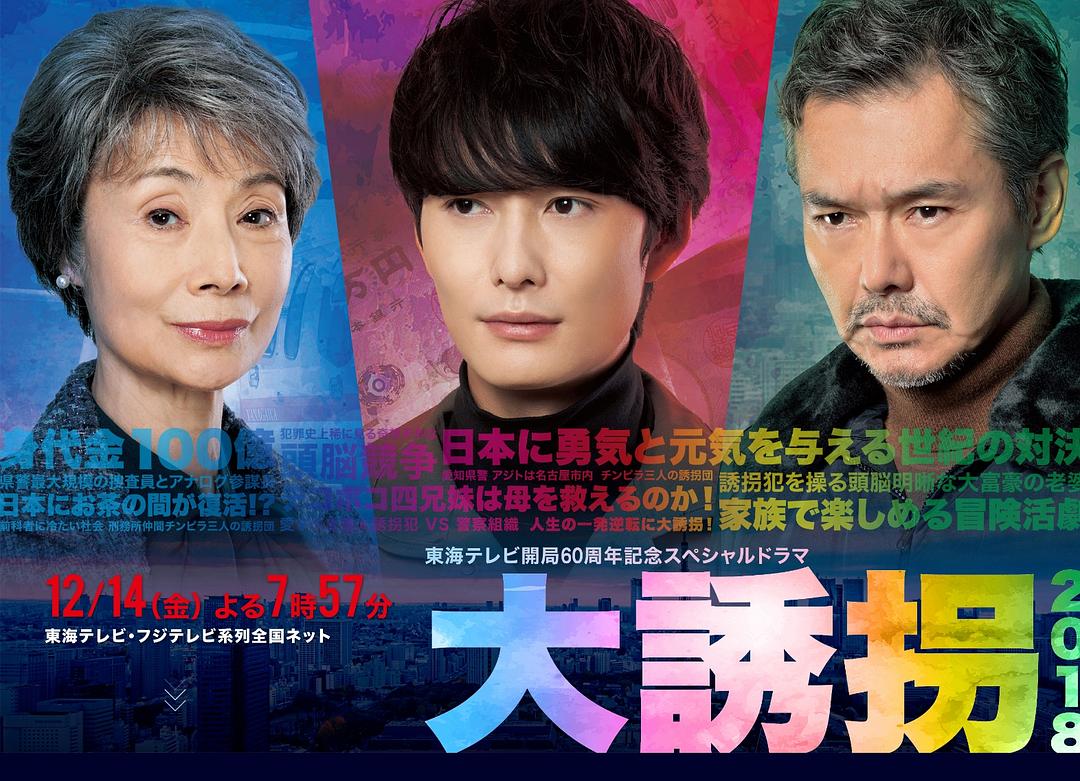 身代金100億
犯罪史上稀に見る
頭脳競争
日本に勇気と元気を与える世紀の対決
県警最大規模の捜査員とアナログ参謀
愛知県警 アジトは名古屋市内 チンピラ三人の誘拐団
誘拐犯を操る頭脳明晰な大富豪の老婆
日本にお茶の間が復活!?
四兄妹は母を救えるのか!
家族で楽しめる冒険活劇
前科者に冷たい社会 刑務所仲間チンピラ三人の誘拐団
誘拐犯 VS 警察組織 人生の一発逆転に大誘拐!
東海テレビ開局60周年記念スペシャルドラマ
大誘拐
2018
12/14(金) よる7時57分
東海テレビ・フジテレビ系列全国ネット